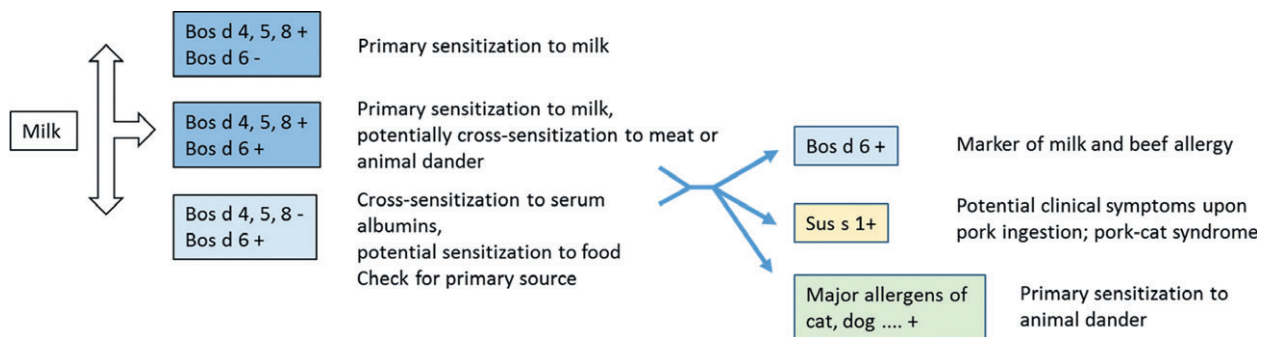 Milk
Bos d 4, 5, 8 +
Bos d 6 -
Primary sensitization to milk
Bos d 4, 5, 8 +
Bos d 6 +
Primary sensitization to milk,
potentially cross-sensitization to meat or
animal dander
Bos d 4, 5, 8 -
Bos d 6 +
Cross-sensitization to serum
albumins,
potential sensitization to food
Check for primary source
Bos d 6 +
Marker of milk and beef allergy
Sus s 1+
Potential clinical symptoms upon
pork ingestion; pork-cat syndrome
Major allergens of
cat, dog .... +
Primary sensitization to
animal dander